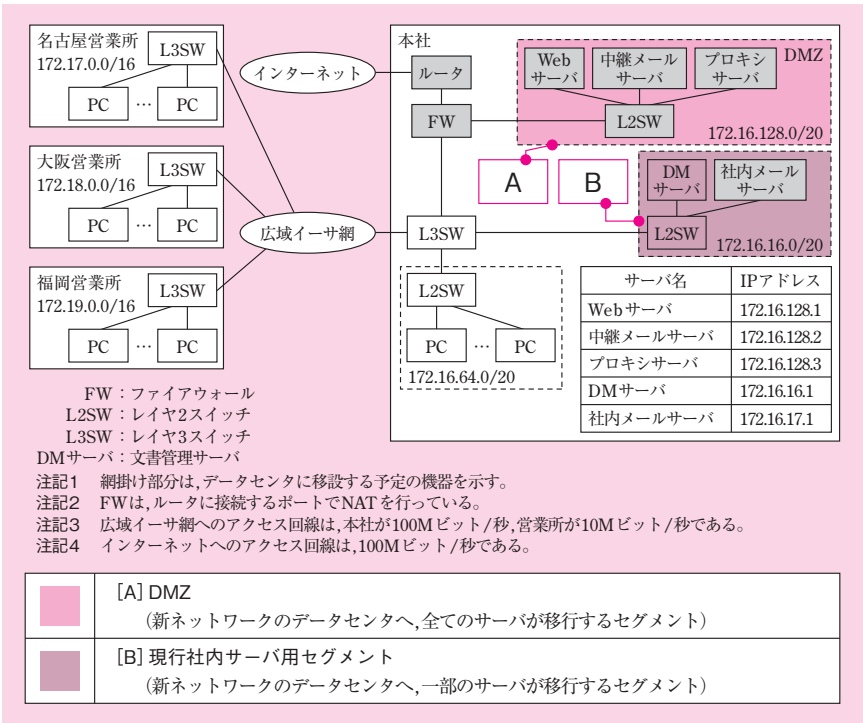 名古屋営業所
172.17.0.0/16
L3SW
PC … PC
大阪営業所
172.18.0.0/16
L3SW
PC … PC
福岡営業所
172.19.0.0/16
L3SW
PC … PC
インターネット
広域イーサ網
本社
ルータ
FW
L3SW
Web
サーバ
中継メール
サーバ
プロキシ
サーバ
DMZ
L2SW
172.16.128.0/20
A
B
DM
サーバ
社内メール
サーバ
L2SW
172.16.16.0/20
L2SW
PC … PC
172.16.64.0/20
サーバ名 IPアドレス
Webサーバ 172.16.128.1
中継メールサーバ 172.16.128.2
プロキシサーバ 172.16.128.3
DMサーバ 172.16.16.1
社内メールサーバ 172.16.17.1
FW：ファイアウォール
L2SW：レイヤ2スイッチ
L3SW：レイヤ3スイッチ
DMサーバ：文書管理サーバ
注記1 網掛け部分は,データセンタに移設する予定の機器を示す。
注記2 FWは,ルータに接続するポートでNATを行っている。
注記3 広域イーサ網へのアクセス回線は,本社が100Mビット/秒,営業所が10Mビット/秒である。
注記4 インターネットへのアクセス回線は,100Mビット/秒である。
[A] DMZ
(新ネットワークのデータセンタへ,全てのサーバが移行するセグメント)
[B] 現行社内サーバ用セグメント
(新ネットワークのデータセンタへ,一部のサーバが移行するセグメント)